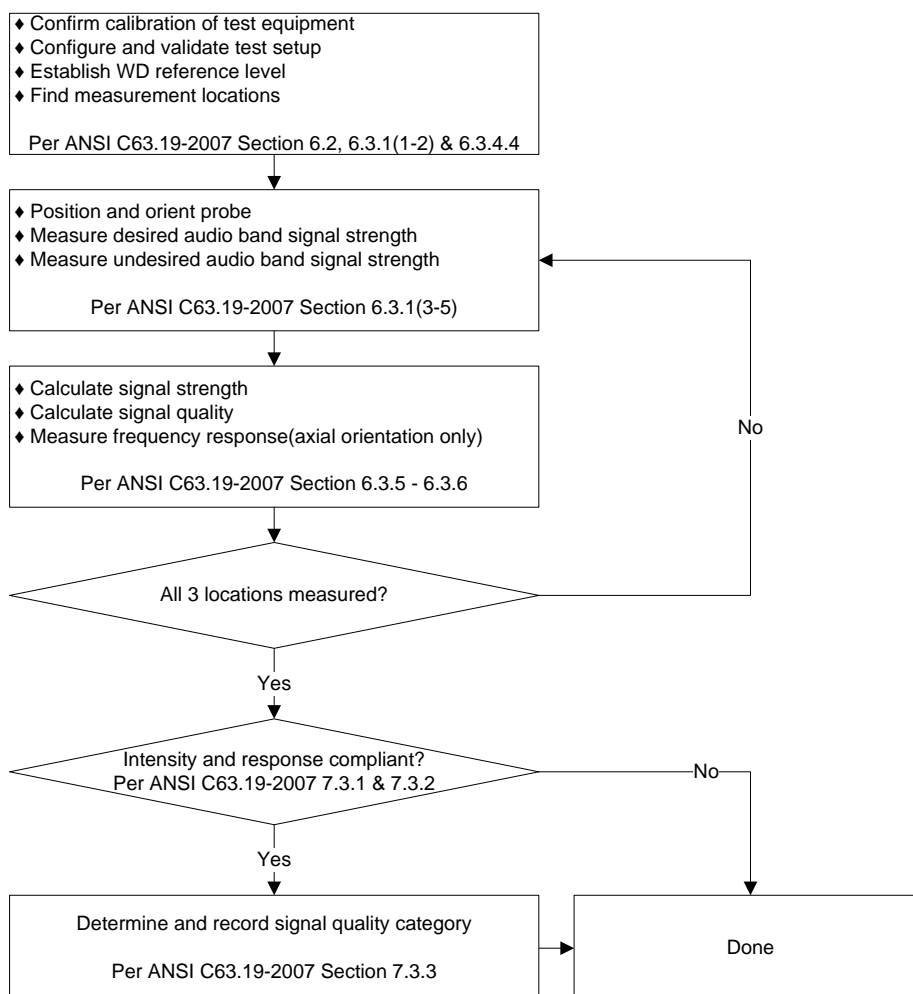 ♦ Confirm calibration of test equipment
♦ Configure and validate test setup
♦ Establish WD reference level
♦ Find measurement locations
Per ANSI C63.19-2007 Section 6.2, 6.3.1(1-2) & 6.3.4.4
♦ Position and orient probe
♦ Measure desired audio band signal strength
♦ Measure undesired audio band signal strength
Per ANSI C63.19-2007 Section 6.3.1(3-5)
♦ Calculate signal strength
♦ Calculate signal quality
♦ Measure frequency response(axial orientation only)
Per ANSI C63.19-2007 Section 6.3.5 - 6.3.6
No
All 3 locations measured?
Yes
Intensity and response compliant?
Per ANSI C63.19-2007 7.3.1 & 7.3.2
No
Yes
Determine and record signal quality category
Per ANSI C63.19-2007 Section 7.3.3
Done